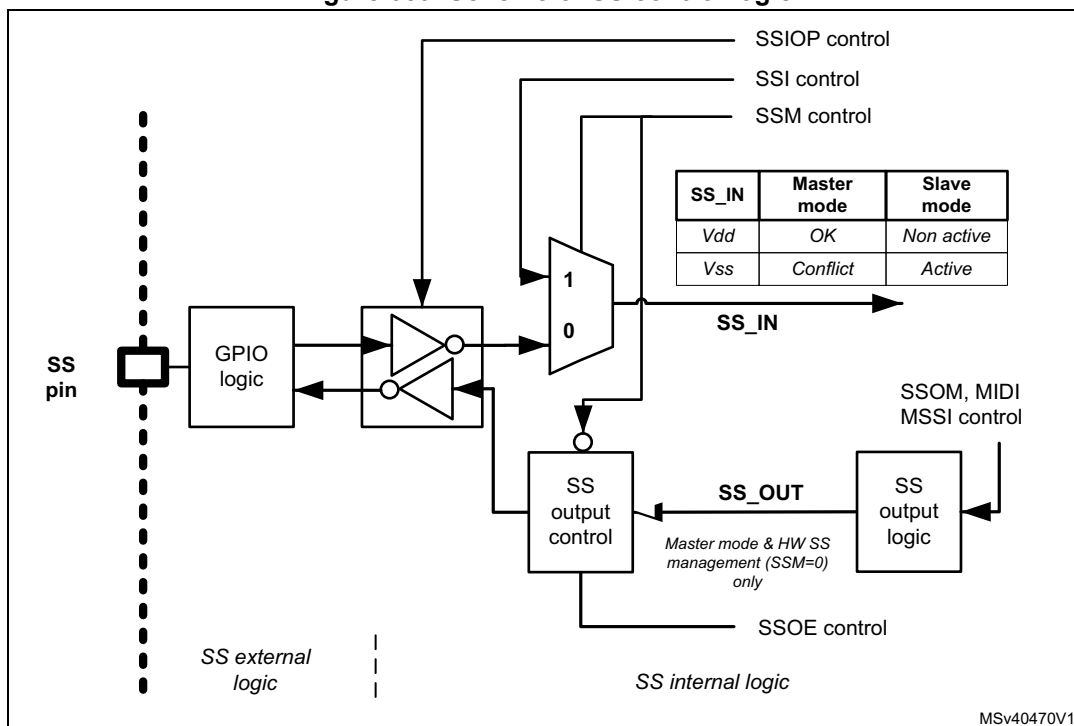 SSIOP control
SSI control
SSM control
SS_IN Master mode Slave mode
Vdd OK Non active
Vss Conflict Active
1
0
SS_IN
SS
pin
GPIO
logic
SSOM, MIDI
MSSI control
SS
output
control
SS_OUT
SS
output
logic
Master mode & HW SS
management (SSM=0)
only
SSOE control
SS external
logic
SS internal logic
MSv40470V1